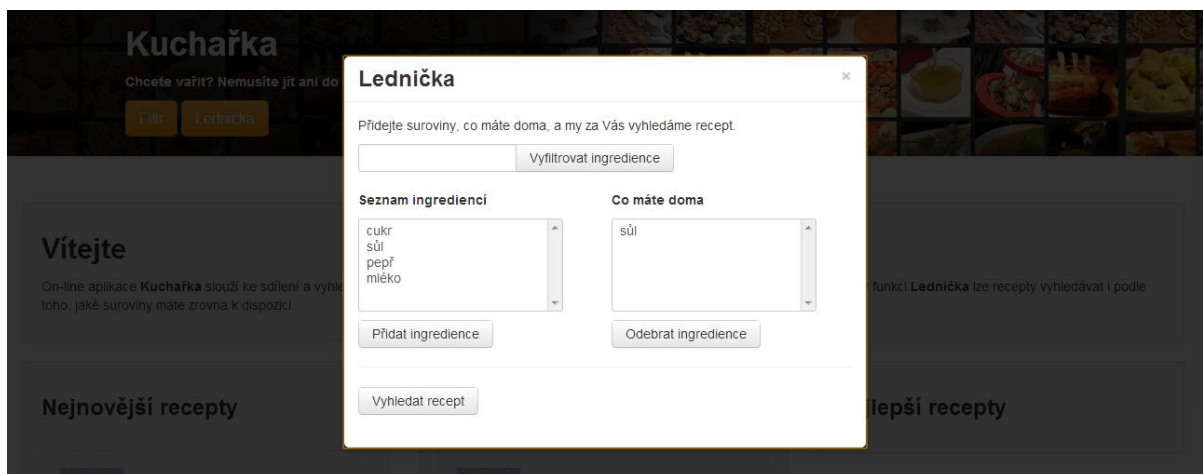 Kuchařka
Chcete vařit? Nemusíte jít ani do
Filtr Lednička
Lednička ×
Přidejte suroviny, co máte doma, a my za Vás vyhledáme recept.
Vyfiltrovat ingredience
Seznam ingrediencí Co máte doma
cukr sůl
sůl
pepř
mléko
Přidat ingredience Odebrat ingredience
Vyhledat recept
Vítejte
On-line aplikace Kuchařka slouží ke sdílení a vyhle funkci Lednička lze recepty vyhledávat i podle
toho, jaké suroviny máte zrovna k dispozici.
Nejnovější recepty lepší recepty